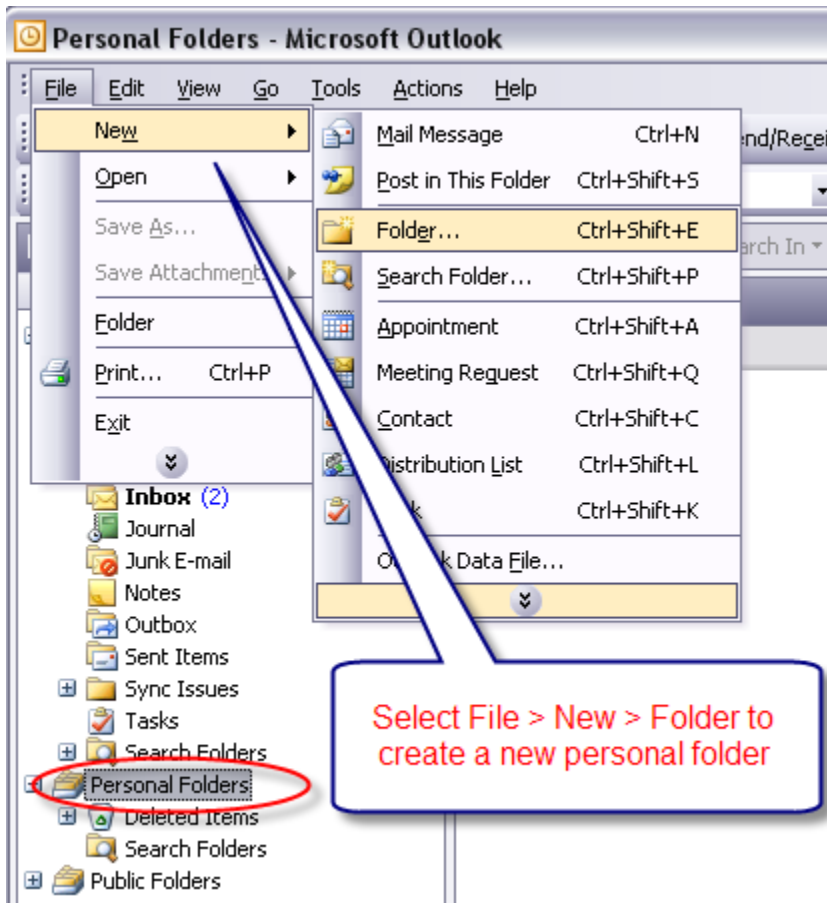 Personal Folders - Microsoft Outlook
File Edit View Go Tools Actions Help
New
Open
Save As...
Save Attachment
Folder
Print... Ctrl+P
Exit
Mail Message Ctrl+N
Post in This Folder Ctrl+Shift+S
Folder... Ctrl+Shift+E
Search Folder... Ctrl+Shift+P
Appointment Ctrl+Shift+A
Meeting Request Ctrl+Shift+Q
Contact Ctrl+Shift+C
Distribution List Ctrl+Shift+L
Ctrl+Shift+K
Data File...
nd/Recei
arch In
Inbox (2)
Journal
Junk E-mail
Notes
Outbox
Sent Items
Sync Issues
Tasks
Search Folders
Personal Folders
Deleted Items
Search Folders
Public Folders
Select File > New > Folder to
create a new personal folder